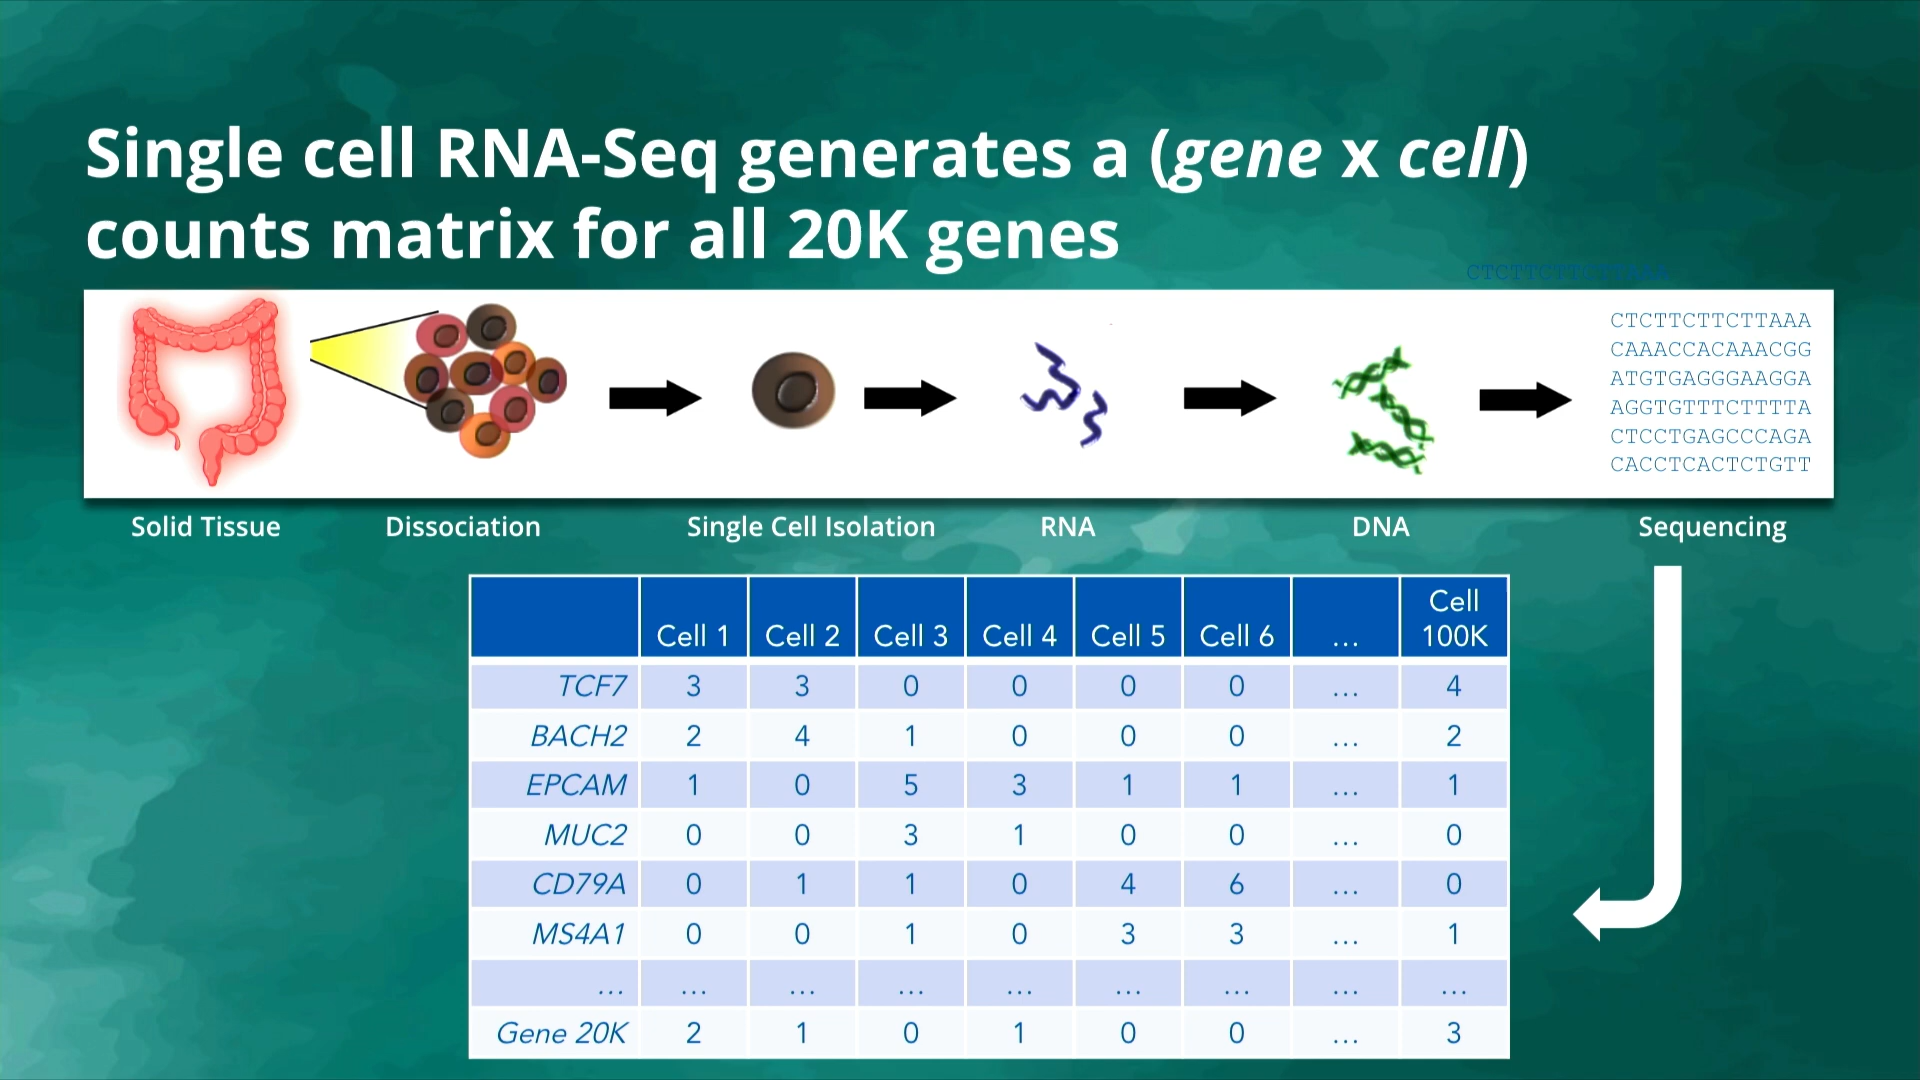 Single cell RNA-Seq generates a (gene x cell)
counts matrix for all 20K genes
CTCTTCTTCTTAAA
CTCTTCTTCTTAAA
CAAACCACAAACGG
ATGTGAGGGAAGGA
AGGTGTTTCTTTTA
CTCCTGAGCCCAGA
CACCTCACTCTGTT
Solid Tissue Dissociation Single Cell Isolation RNA DNA Sequencing
Cell 1 Cell 2 Cell 3 Cell 4 Cell 5 Cell 6 ... Cell 100K
TCF7 3 3 0 0 0 0 ... 4
BACH2 2 4 1 0 0 0 ... 2
EPCAM 1 0 5 3 1 1 ... 1
MUC2 0 0 3 1 0 0 ... 0
CD79A 0 1 1 0 4 6 ... 0
MS4A1 0 0 1 0 3 3 ... 1
... ... ... ... ... ... ... ... ...
Gene 20K 2 1 0 1 0 0 ... 3